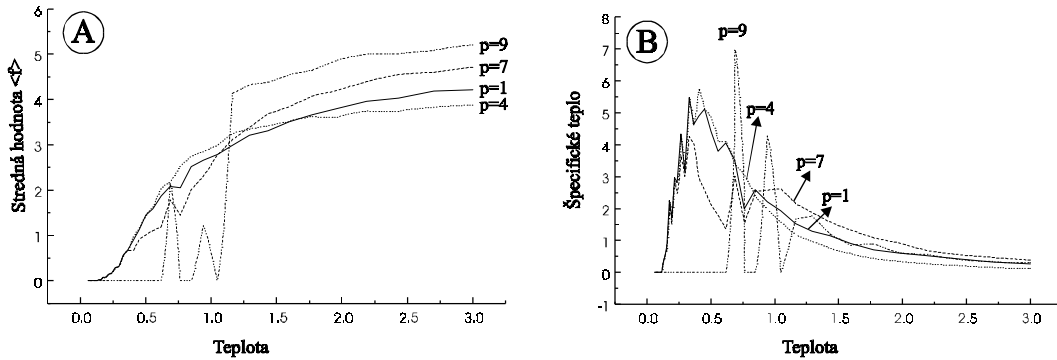 A
Stredná hodnota <f>
6
5
4
3
2
1
0
0.0 0.5 1.0 1.5 2.0 2.5 3.0
Teplota
p=9
p=7
p=1
p=4
B
Špecifické teplo
8
7
6
5
4
3
2
1
0
-1
0.0 0.5 1.0 1.5 2.0 2.5 3.0
Teplota
p=9
p=4
p=7
p=1